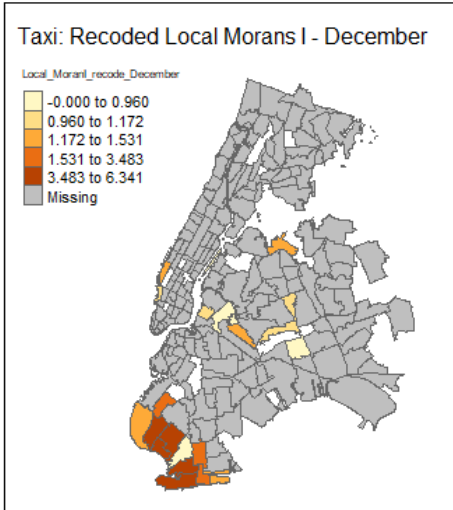 Taxi: Recoded Local Morans I - December
Local_MoranI_recode_December
-0.000 to 0.960
0.960 to 1.172
1.172 to 1.531
1.531 to 3.483
3.483 to 6.341
Missing